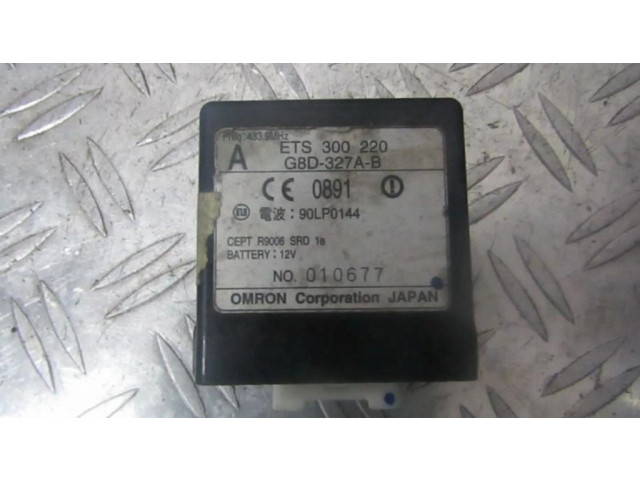 Freq: 433.9MHz
A ETS 300 220
G8D-327A-B
CE 0891
電波: 90LP0144
CEPT R9006 SRD 1a
BATTERY: 12V
NO. 010677
OMRON Corporation JAPAN